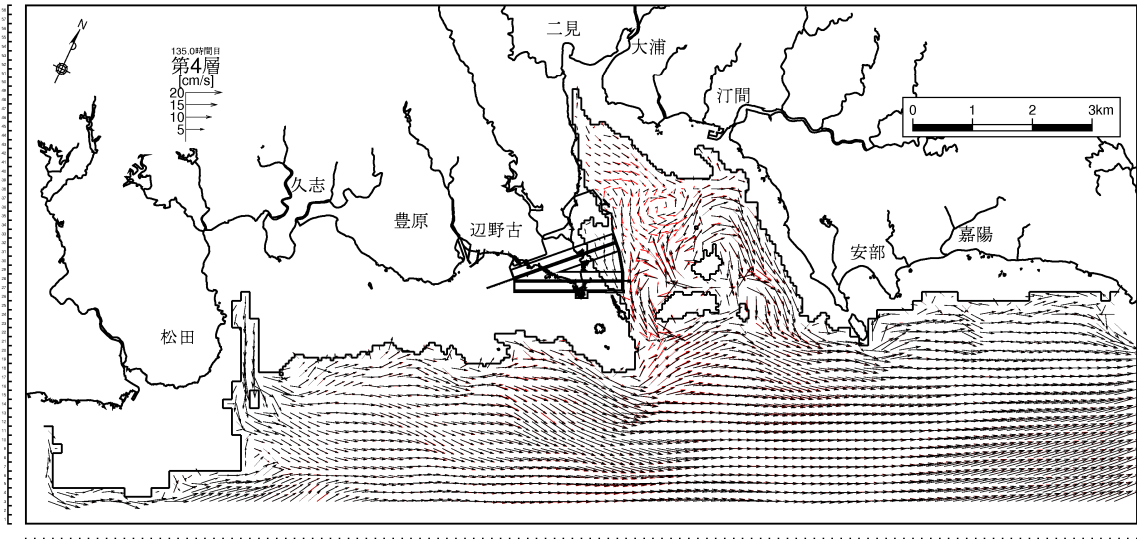 N
135.0時間目
第4層
[cm/s]
20
15
10
5
二見
大浦
汀間
0 1 2 3km
久志
豊原
辺野古
安部
嘉陽
松田